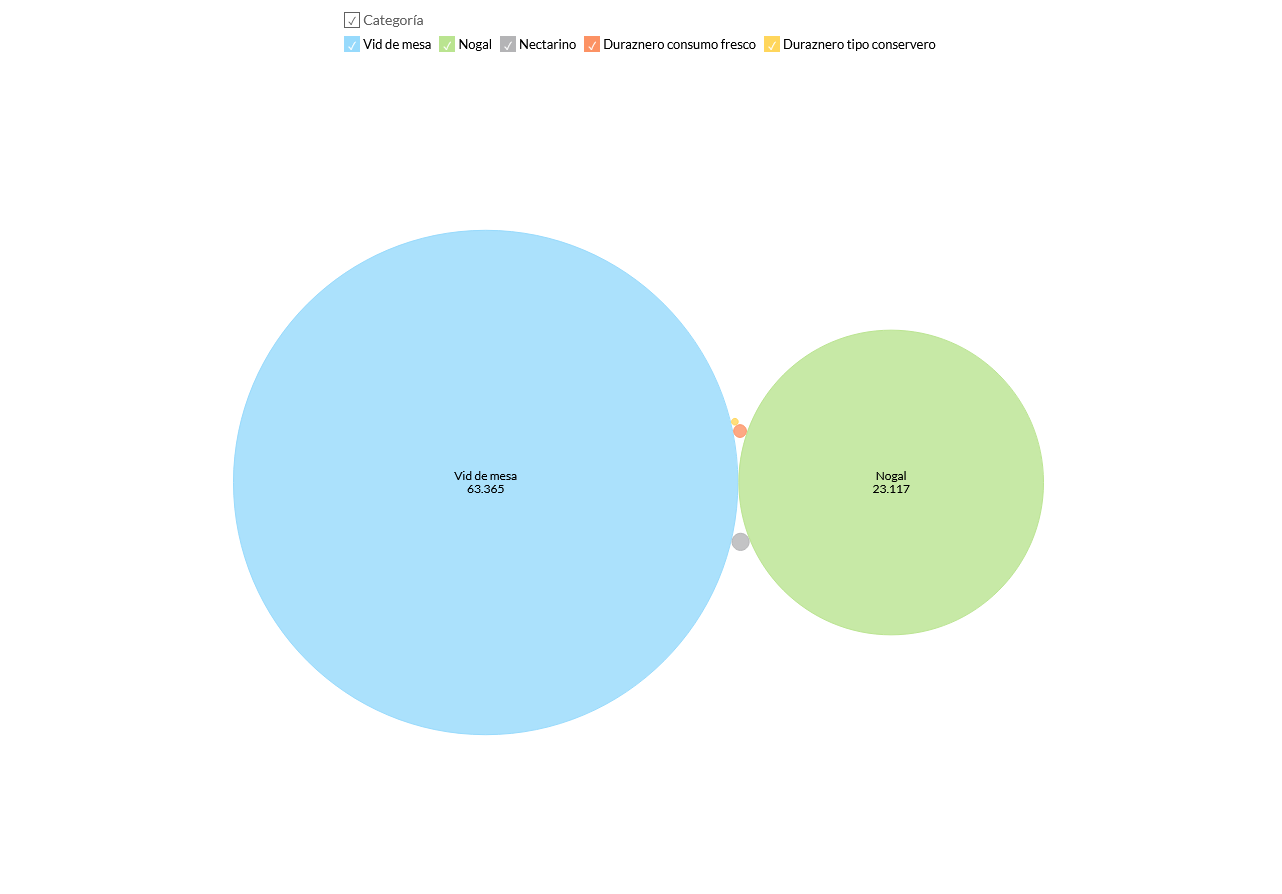 Categoría
Vid de mesa Nogal Nectarino Duraznero consumo fresco Duraznero tipo conservero
Vid de mesa
63.365
Nogal
23.117